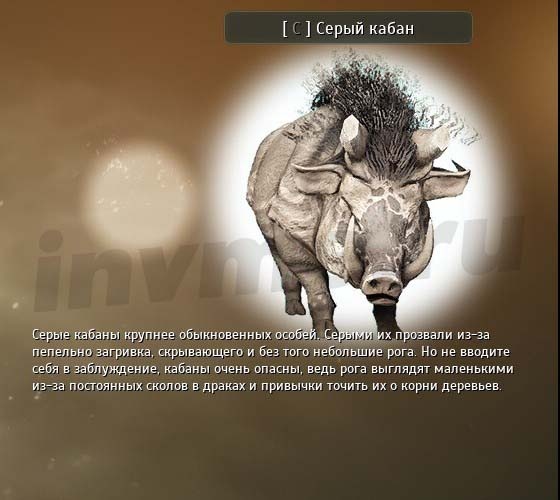 [ С ] Серый кабан
Серые кабаны крупнее обыкновенных особей. Серыми их прозвали из-за
пепельно загривка, скрывающего и без того небольшие рога. Но не вводите
себя в заблуждение, кабаны очень опасны, ведь рога выглядят маленькими
из-за постоянных сколов в драках и привычки точить их о корни деревьев.